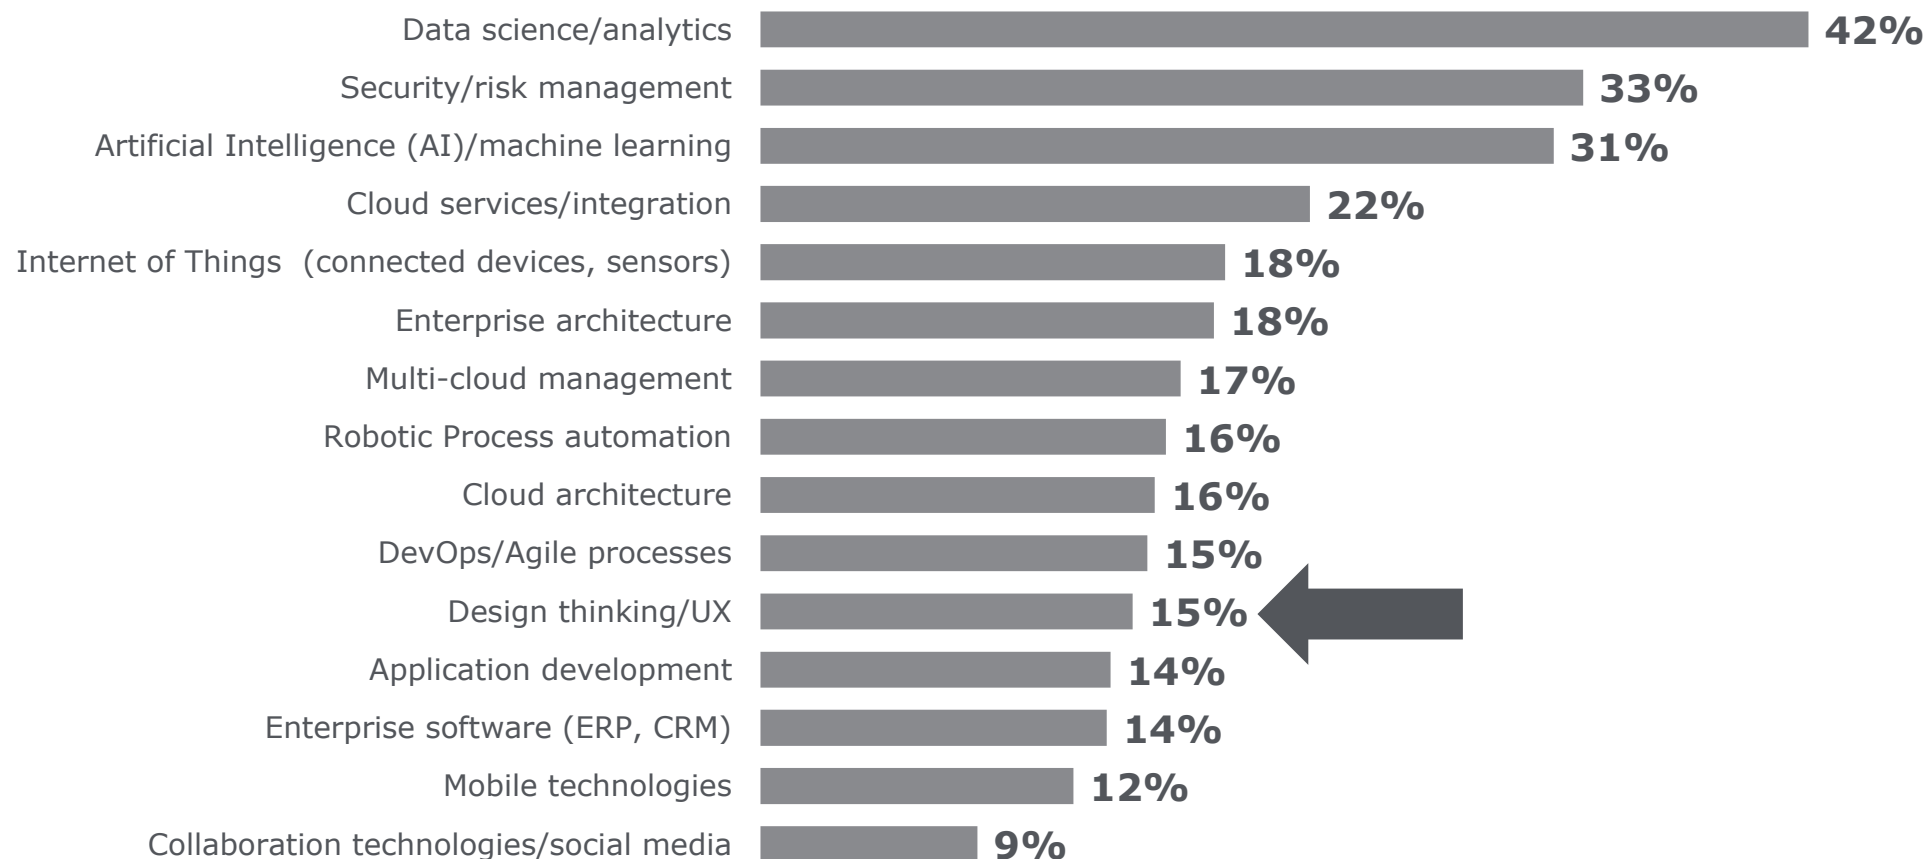 Data science/analytics 42%
Security/risk management 33%
Artificial Intelligence (AI)/machine learning 31%
Cloud services/integration 22%
Internet of Things  (connected devices, sensors) 18%
Enterprise architecture 18%
Multi-cloud management 17%
Robotic Process automation 16%
Cloud architecture 16%
DevOps/Agile processes 15%
Design thinking/UX 15%
Application development 14%
Enterprise software (ERP, CRM) 14%
Mobile technologies 12%
Collaboration technologies/social media 9%